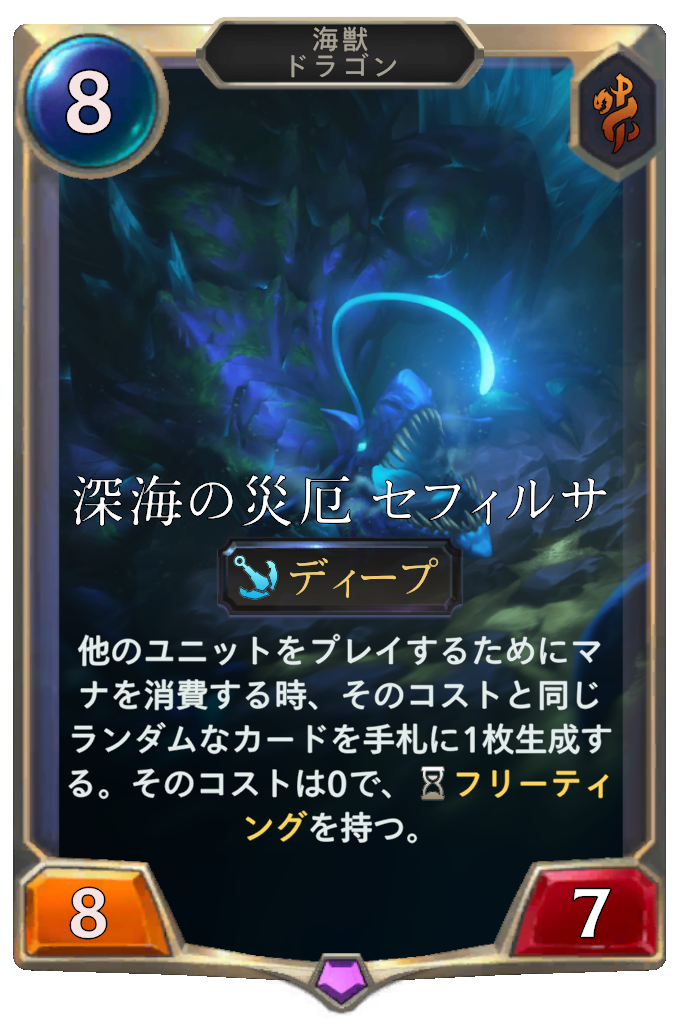 海獣
ドラゴン
8
深海の災厄 セフィルサ
ディープ
他のユニットをプレイするためにマ
ナを消費する時、そのコストと同じ
ランダムなカードを手札に1枚生成す
る。そのコストは0で、フリーティ
ングを持つ。
8
7